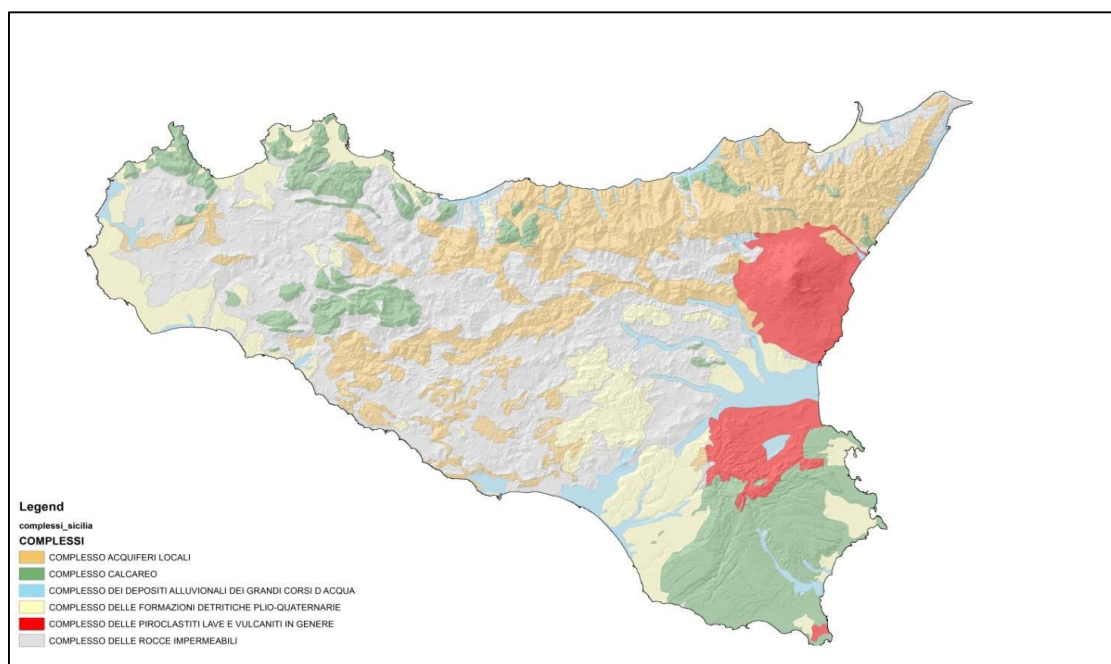 Legend
complessi_sicilia
COMPLESSI
COMPLESSO ACQUIFERI LOCALI
COMPLESSO CALCAREO
COMPLESSO DEI DEPOSITI ALLUVIONALI DEI GRANDI CORSI D ACQUA
COMPLESSO DELLE FORMAZIONI DETRITICHE PLIO-QUATERNARIE
COMPLESSO DELLE PIROCLASTITI LAVE E VULCANITI IN GENERE
COMPLESSO DELLE ROCCE IMPERMEABILI